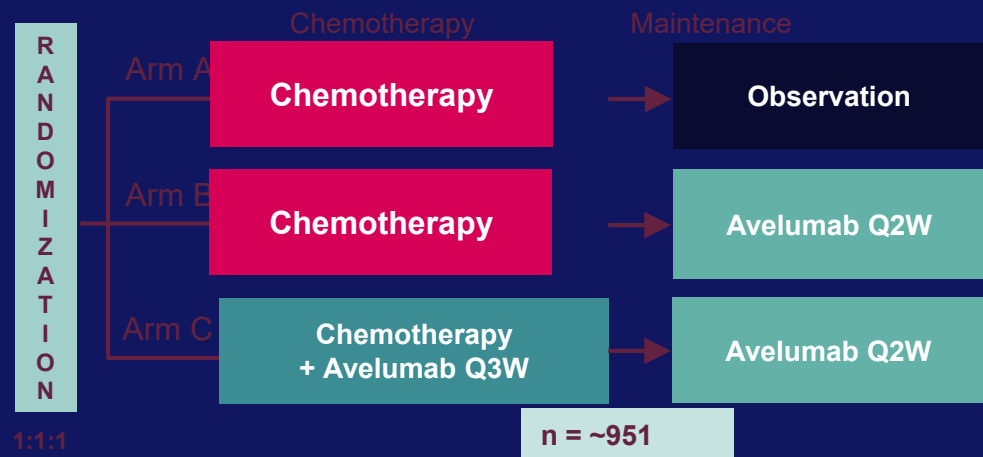 Chemotherapy Maintenance
RANDOMIZATION
1:1:1
Arm A
Chemotherapy
Observation
Arm B
Chemotherapy
Avelumab Q2W
Arm C
Chemotherapy
+ Avelumab Q3W
Avelumab Q2W
n = ~951